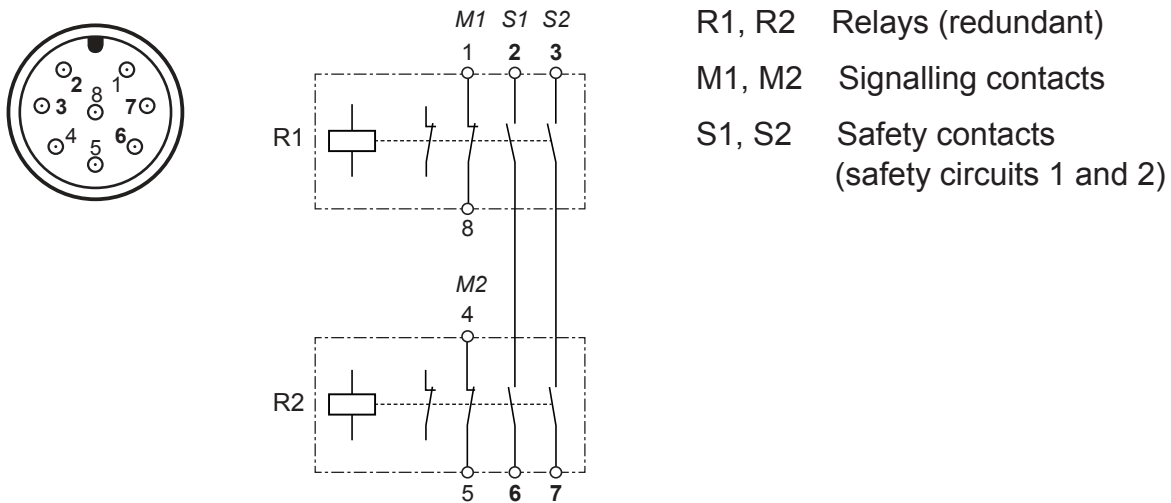 M1 S1 S2
1 2 3
R1
8
M2
4
R2
5 6 7
2 1
8
3 7
4 6
5
R1, R2 Relays (redundant)
M1, M2 Signalling contacts
S1, S2 Safety contacts
(safety circuits 1 and 2)